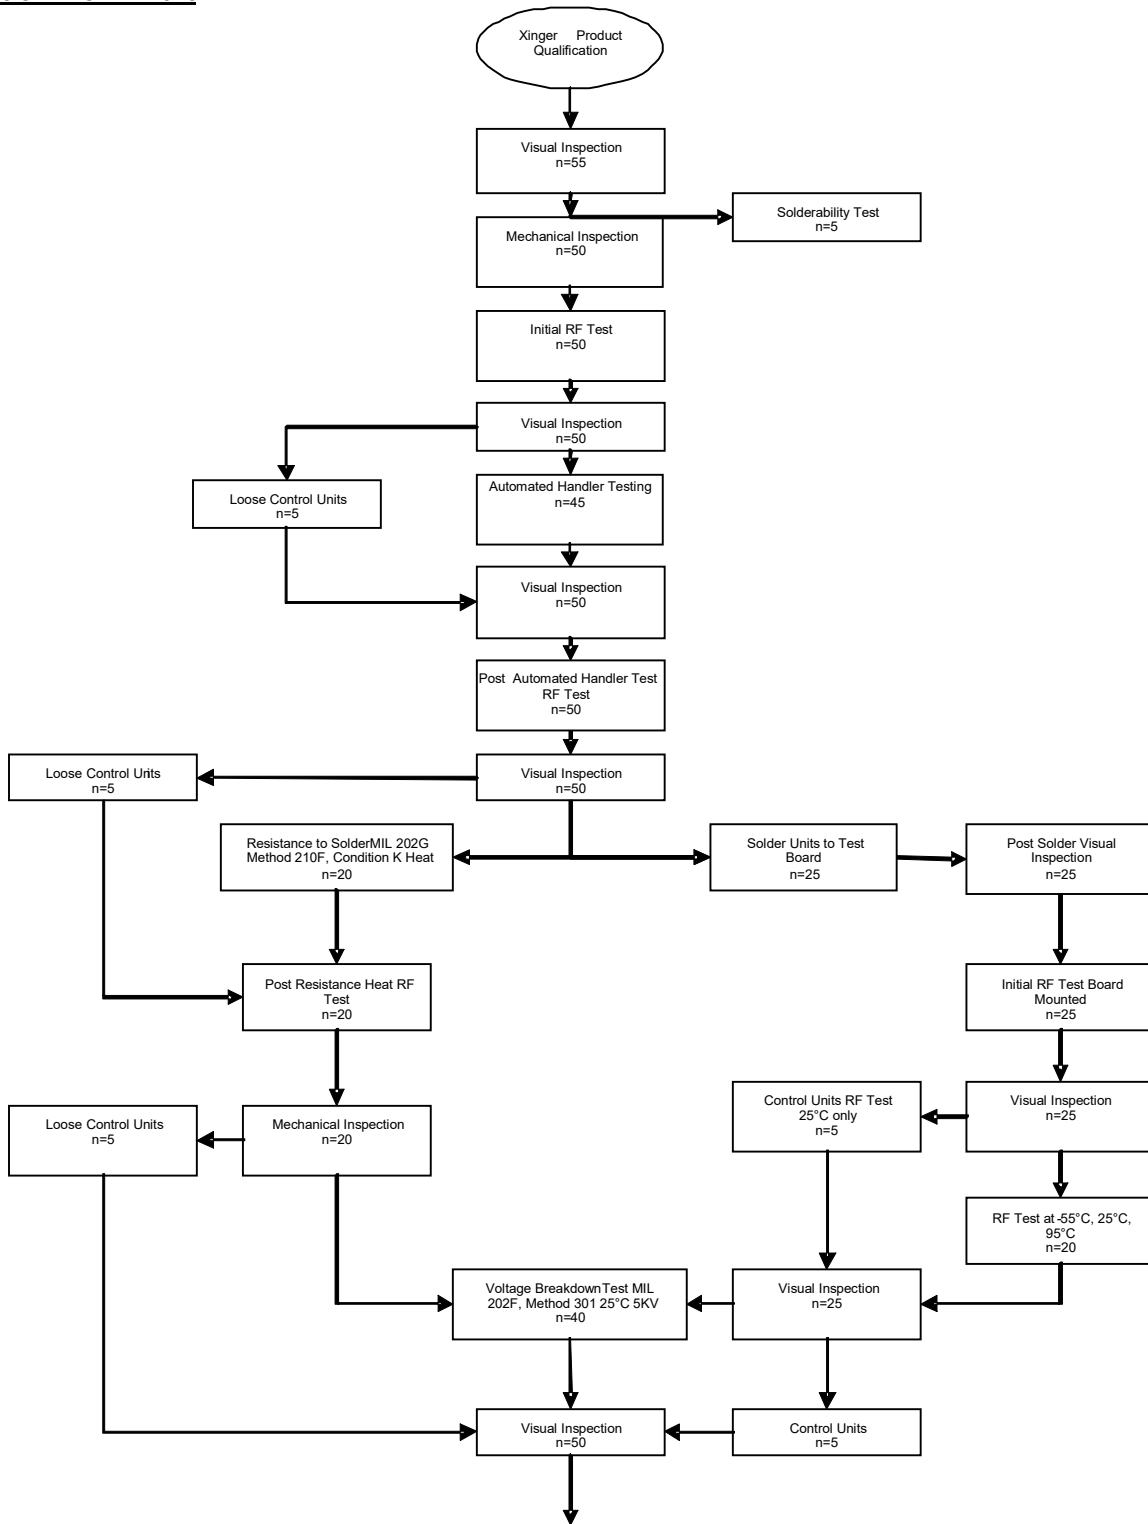 Xinger Product
Qualification
Visual Inspection
n=55
Solderability Test
n=5
Mechanical Inspection
n=50
Initial RF Test
n=50
Visual Inspection
n=50
Automated Handler Testing
n=45
Loose Control Units
n=5
Visual Inspection
n=50
Post Automated Handler Test
RF Test
n=50
Loose Control Units
n=5
Visual Inspection
n=50
Resistance to SolderMIL 202G
Method 210F, Condition K Heat
n=20
Solder Units to Test
Board
n=25
Post Solder Visual
Inspection
n=25
Post Resistance Heat RF
Test
n=20
Initial RF Test Board
Mounted
n=25
Loose Control Units
n=5
Mechanical Inspection
n=20
Control Units RF Test
25°C only
n=5
Visual Inspection
n=25
RF Test at -55°C, 25°C,
95°C
n=20
Voltage BreakdownTest MIL
202F, Method 301 25°C 5KV
n=40
Visual Inspection
n=25
Visual Inspection
n=50
Control Units
n=5